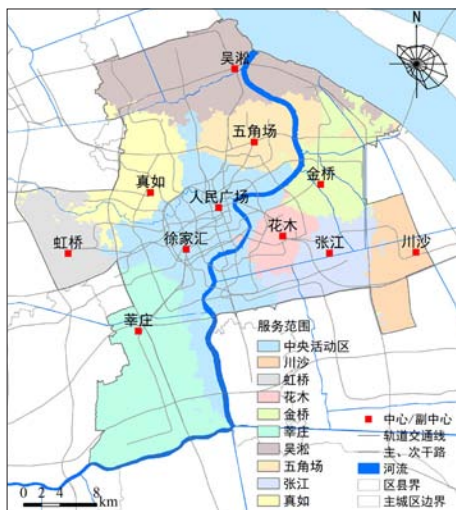 N
吴淞
五角场
真如
金桥
人民广场
虹桥
徐家汇
花木
张江
川沙
莘庄
服务范围
中央活动区
川沙
虹桥
花木
金桥
莘庄
吴淞
五角场
张江
真如
中心/副中心
轨道交通线
主、次干路
河流
区县界
主城区边界
0 2 4 8
km